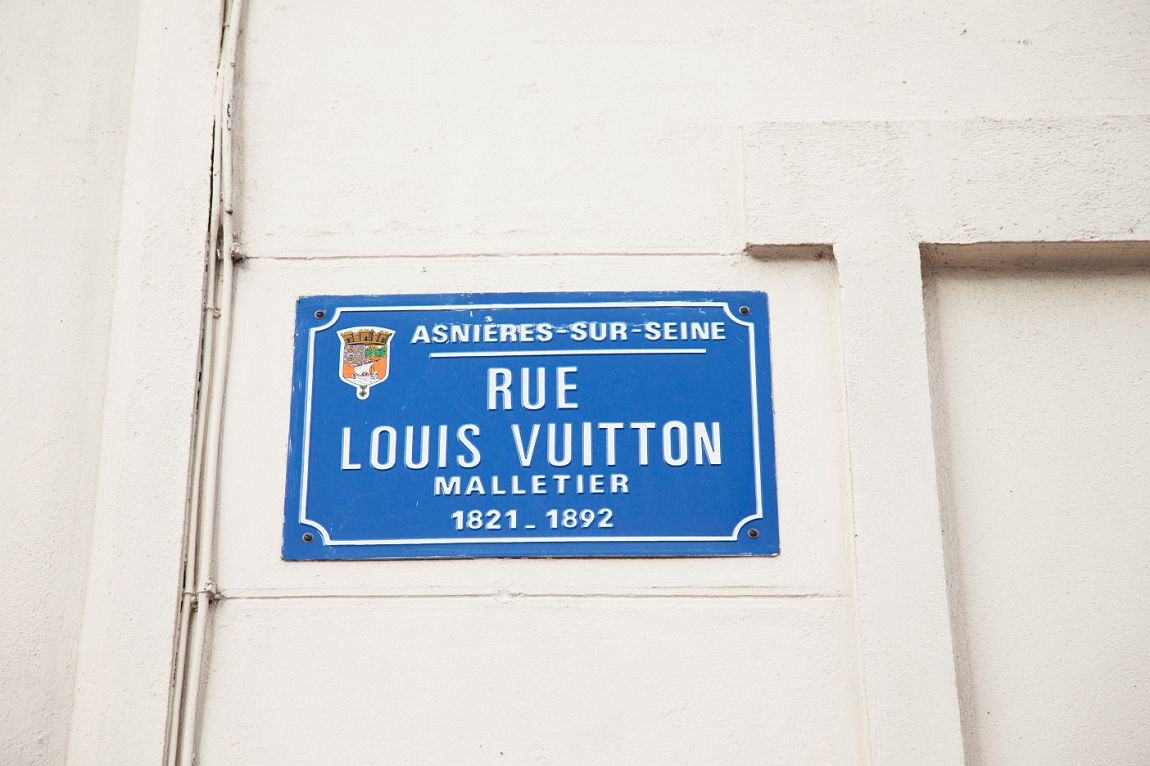 ASNIÈRES-SUR-SEINE
RUE
LOUIS VUITTON
MALLETIER
1821_1892